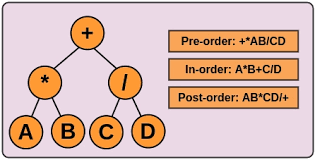 +
* /
A B C D
Pre-order: +*AB/CD
In-order: A*B+C/D
Post-order: AB*CD/+